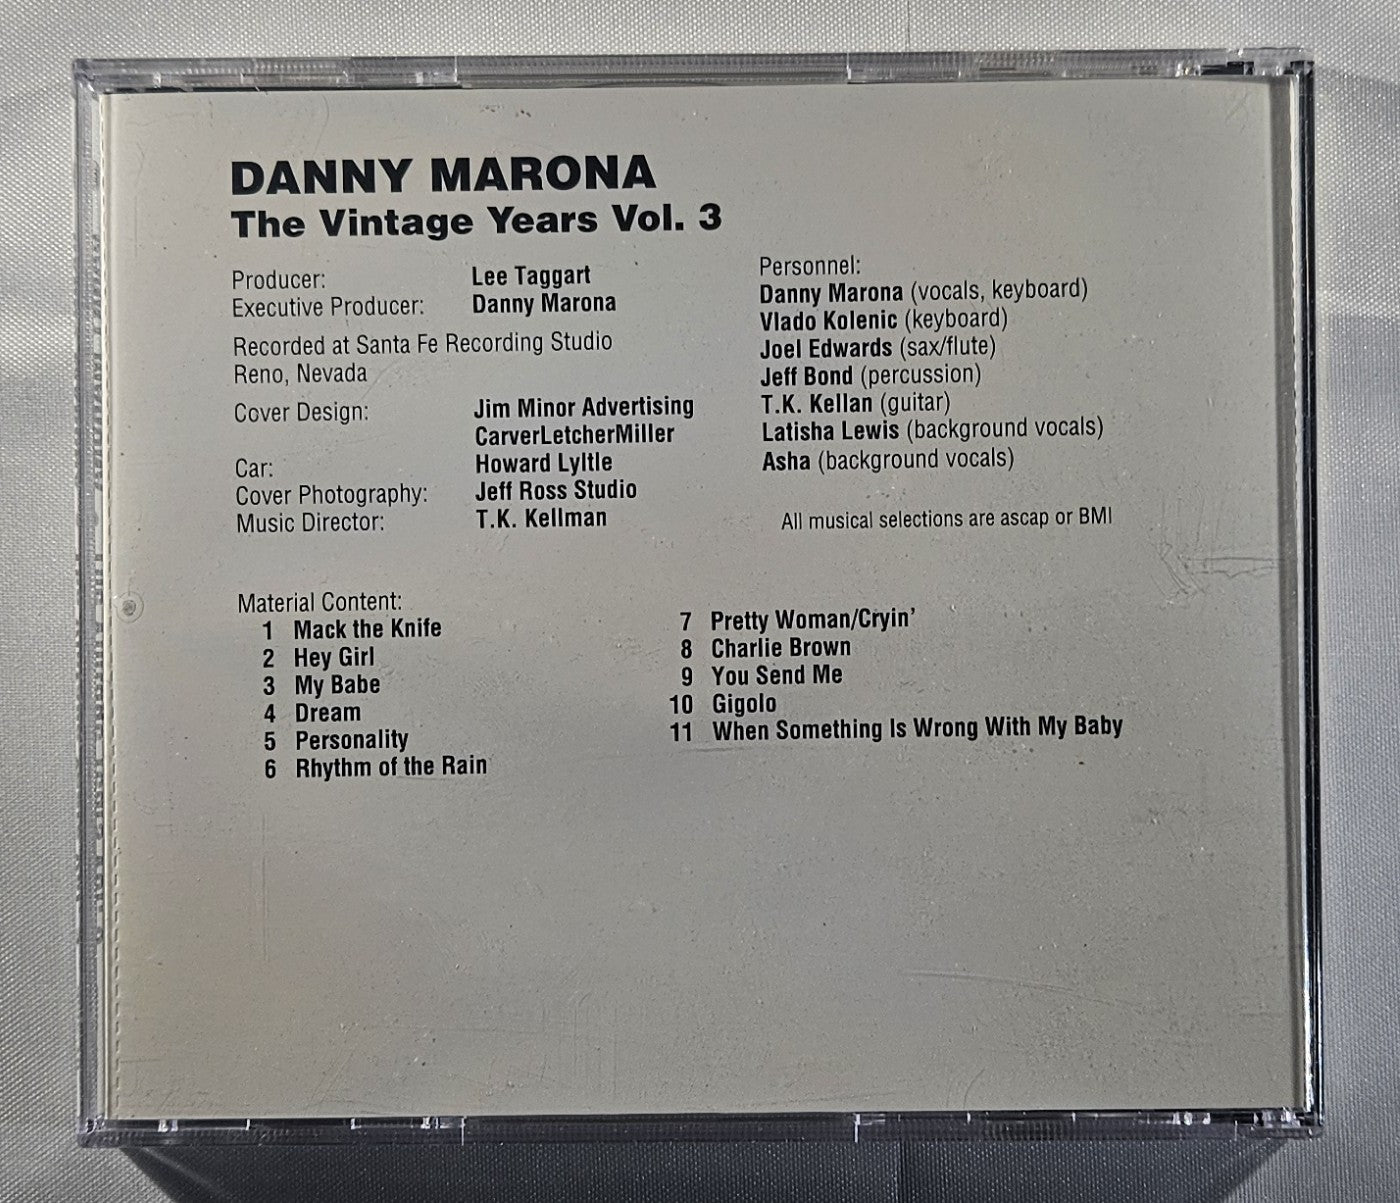 DANNY MARONA
The Vintage Years Vol. 3
Producer: Lee Taggart
Executive Producer: Danny Marona
Recorded at Santa Fe Recording Studio
Reno, Nevada
Cover Design: Jim Minor Advertising
CarverLetcherMiller
Car: Howard Lyltle
Cover Photography: Jeff Ross Studio
Music Director: T.K. Kellman
Personnel:
Danny Marona (vocals, keyboard)
Vlado Kolenic (keyboard)
Joel Edwards (sax/flute)
Jeff Bond (percussion)
T.K. Kellan (guitar)
Latisha Lewis (background vocals)
Asha (background vocals)
All musical selections are ascap or BMI
Material Content:
1 Mack the Knife
2 Hey Girl
3 My Babe
4 Dream
5 Personality
6 Rhythm of the Rain
7 Pretty Woman/Cryin'
8 Charlie Brown
9 You Send Me
10 Gigolo
11 When Something Is Wrong With My Baby